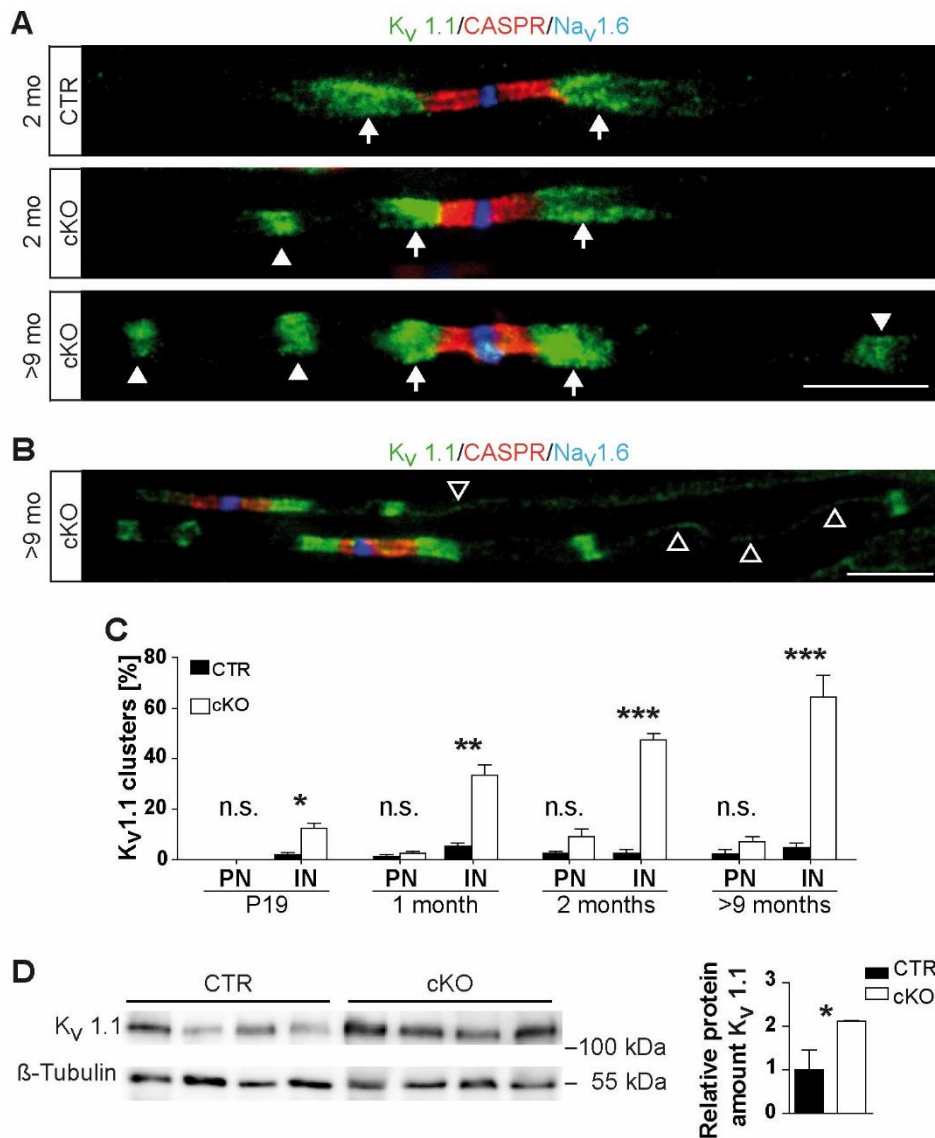 A
Kv 1.1/CASPR/Nav1.6
2 mo
CTR
2 mo
cKO
>9 mo
cKO
B
Kv 1.1/CASPR/Nav1.6
>9 mo
cKO
C
Kv1.1 clusters [%]
80
60
40
20
0
CTR
cKO
n.s.
*
n.s.
**
n.s.
***
n.s.
***
PN IN PN IN PN IN PN IN
P19 1 month 2 months >9 months
D
CTR cKO
Kv 1.1
–100 kDa
ß-Tubulin
– 55 kDa
Relative protein
amount Kv 1.1
3
2
1
0
*
CTR
cKO